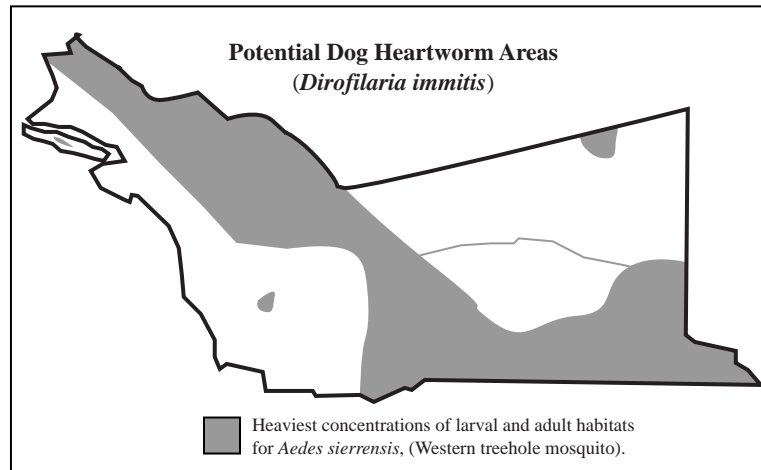 Potential Dog Heartworm Areas
(Dirofilaria immitis)
Heaviest concentrations of larval and adult habitats
for Aedes sierrensis, (Western treehole mosquito).